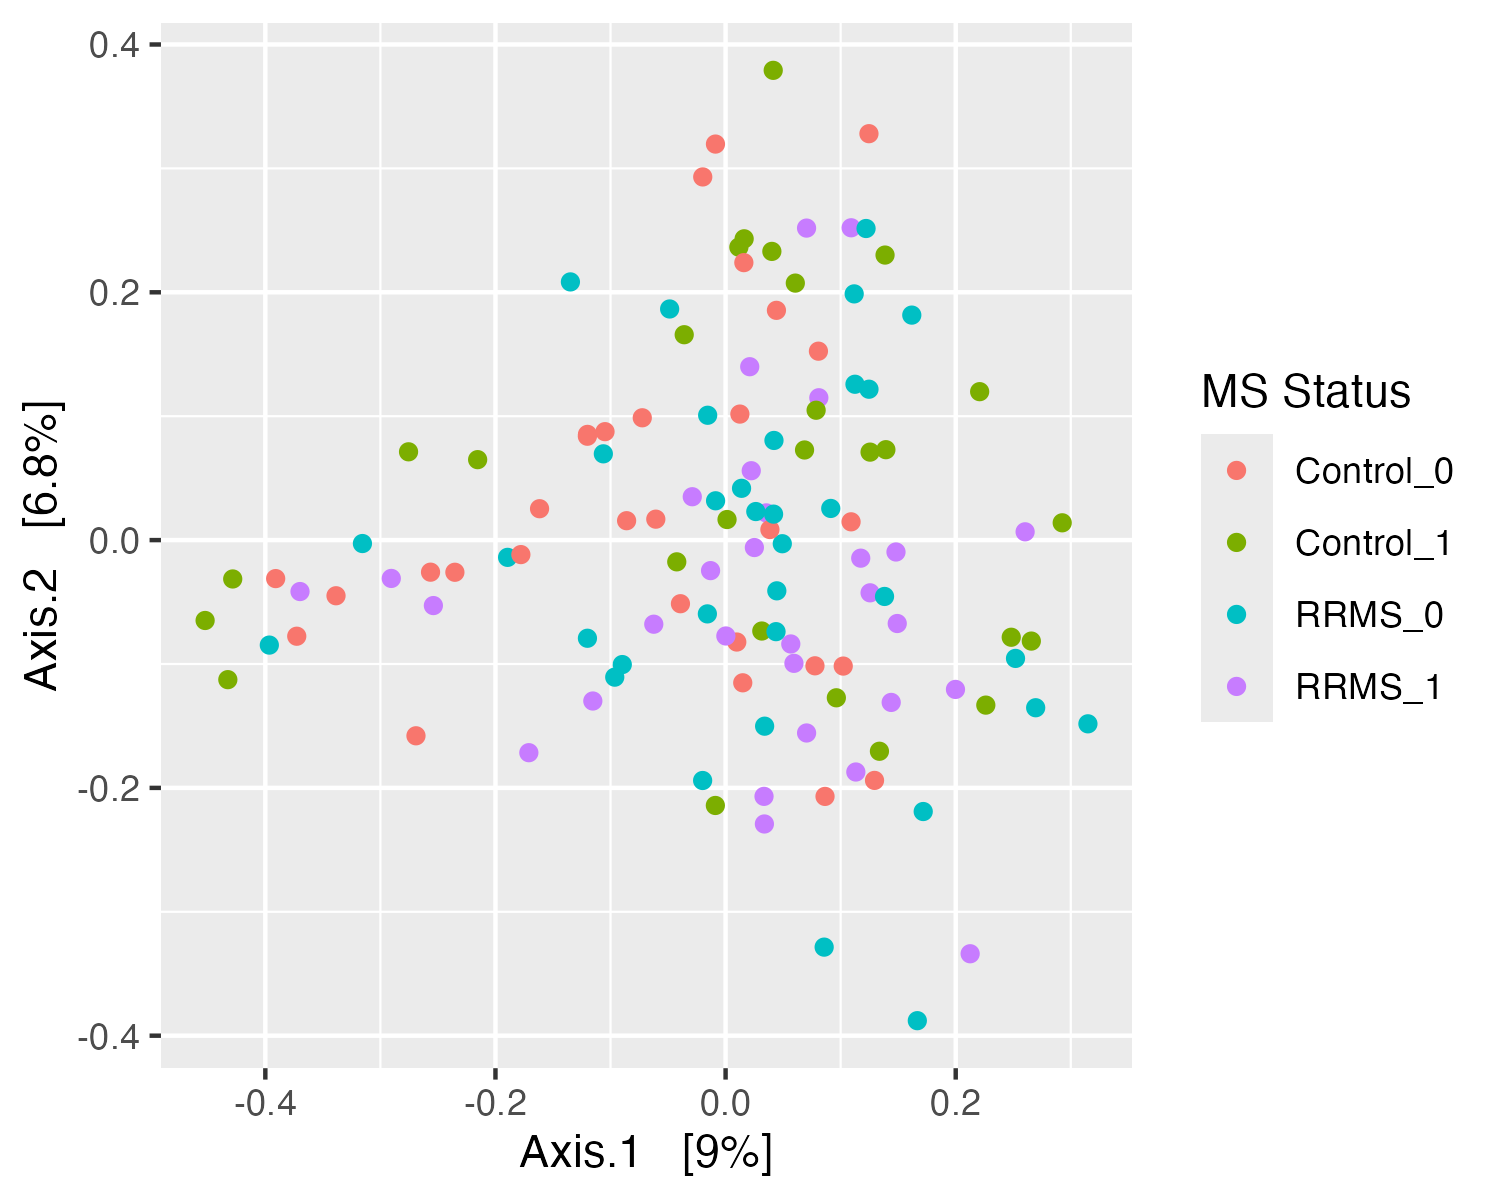 0.4
0.2
0.0
-0.2
-0.4
Axis.2 [6.8%]
-0.4 -0.2 0.0 0.2
Axis.1 [9%]
MS Status
Control_0
Control_1
RRMS_0
RRMS_1